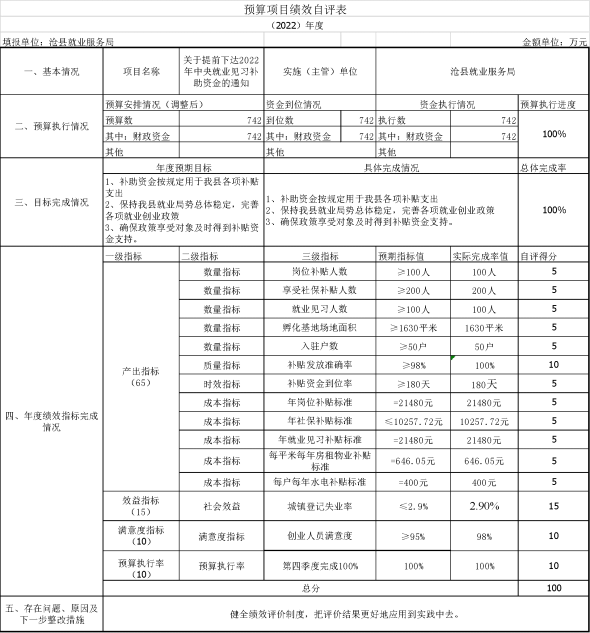 预算项目绩效自评表
（2022）年度
填报单位：沧县就业服务局 金额单位：万元
一、基本情况 项目名称 关于提前下达2022年中央就业见习补助资金的通知 实施（主管）单位 沧县就业服务局
二、预算执行情况 预算安排情况（调整后） 资金到位情况 资金执行情况 预算执行进度
预算数 742 到位数 742 执行数 742 100%
其中：财政资金 742 其中：财政资金 742 其中：财政资金 742
其他 其他 其他
三、目标完成情况 年度预期目标 具体完成情况 总体完成率
1、补助资金按规定用于我县各项补贴支出
2、保持我县就业局势总体稳定，完善各项就业创业政策
3、确保政策享受对象及时得到补贴资金支持。
1、补助资金按规定用于我县各项补贴支出
2、保持我县就业局势总体稳定，完善各项就业创业政策
3、确保政策享受对象及时得到补贴资金支持。
100%
四、年度绩效指标完成情况 一级指标 二级指标 三级指标 预期指标值 实际完成率值 自评得分
产出指标（65） 数量指标 岗位补贴人数 ≥100人 100人 5
数量指标 享受社保补贴人数 ≥200人 200人 5
数量指标 就业见习人数 ≥100人 100人 5
数量指标 孵化基地场地面积 ≥1630平米 1630平米 5
数量指标 入驻户数 ≥50户 50户 5
质量指标 补贴发放准确率 ≥98% 100% 10
时效指标 补贴资金到位率 ≥180天 180天 5
成本指标 年岗位补贴标准 =21480元 21480元 5
成本指标 年社保补贴标准 ≤10257.72元 10257.72元 5
成本指标 年就业见习补贴标准 =21480元 21480元 5
成本指标 每平米每年房租物业补贴标准 =646.05元 646.05元 5
成本指标 每户每年水电补贴标准 =400元 400元 5
效益指标（15） 社会效益 城镇登记失业率 ≤2.9% 2.90% 15
满意度指标（10） 满意度指标 创业人员满意度 ≥95% 98% 10
预算执行率（10） 预算执行率 第四季度完成100% 100% 100% 10
总分 100
五、存在问题、原因及下一步整改措施 健全绩效评价制度，把评价结果更好地应用到实践中去。